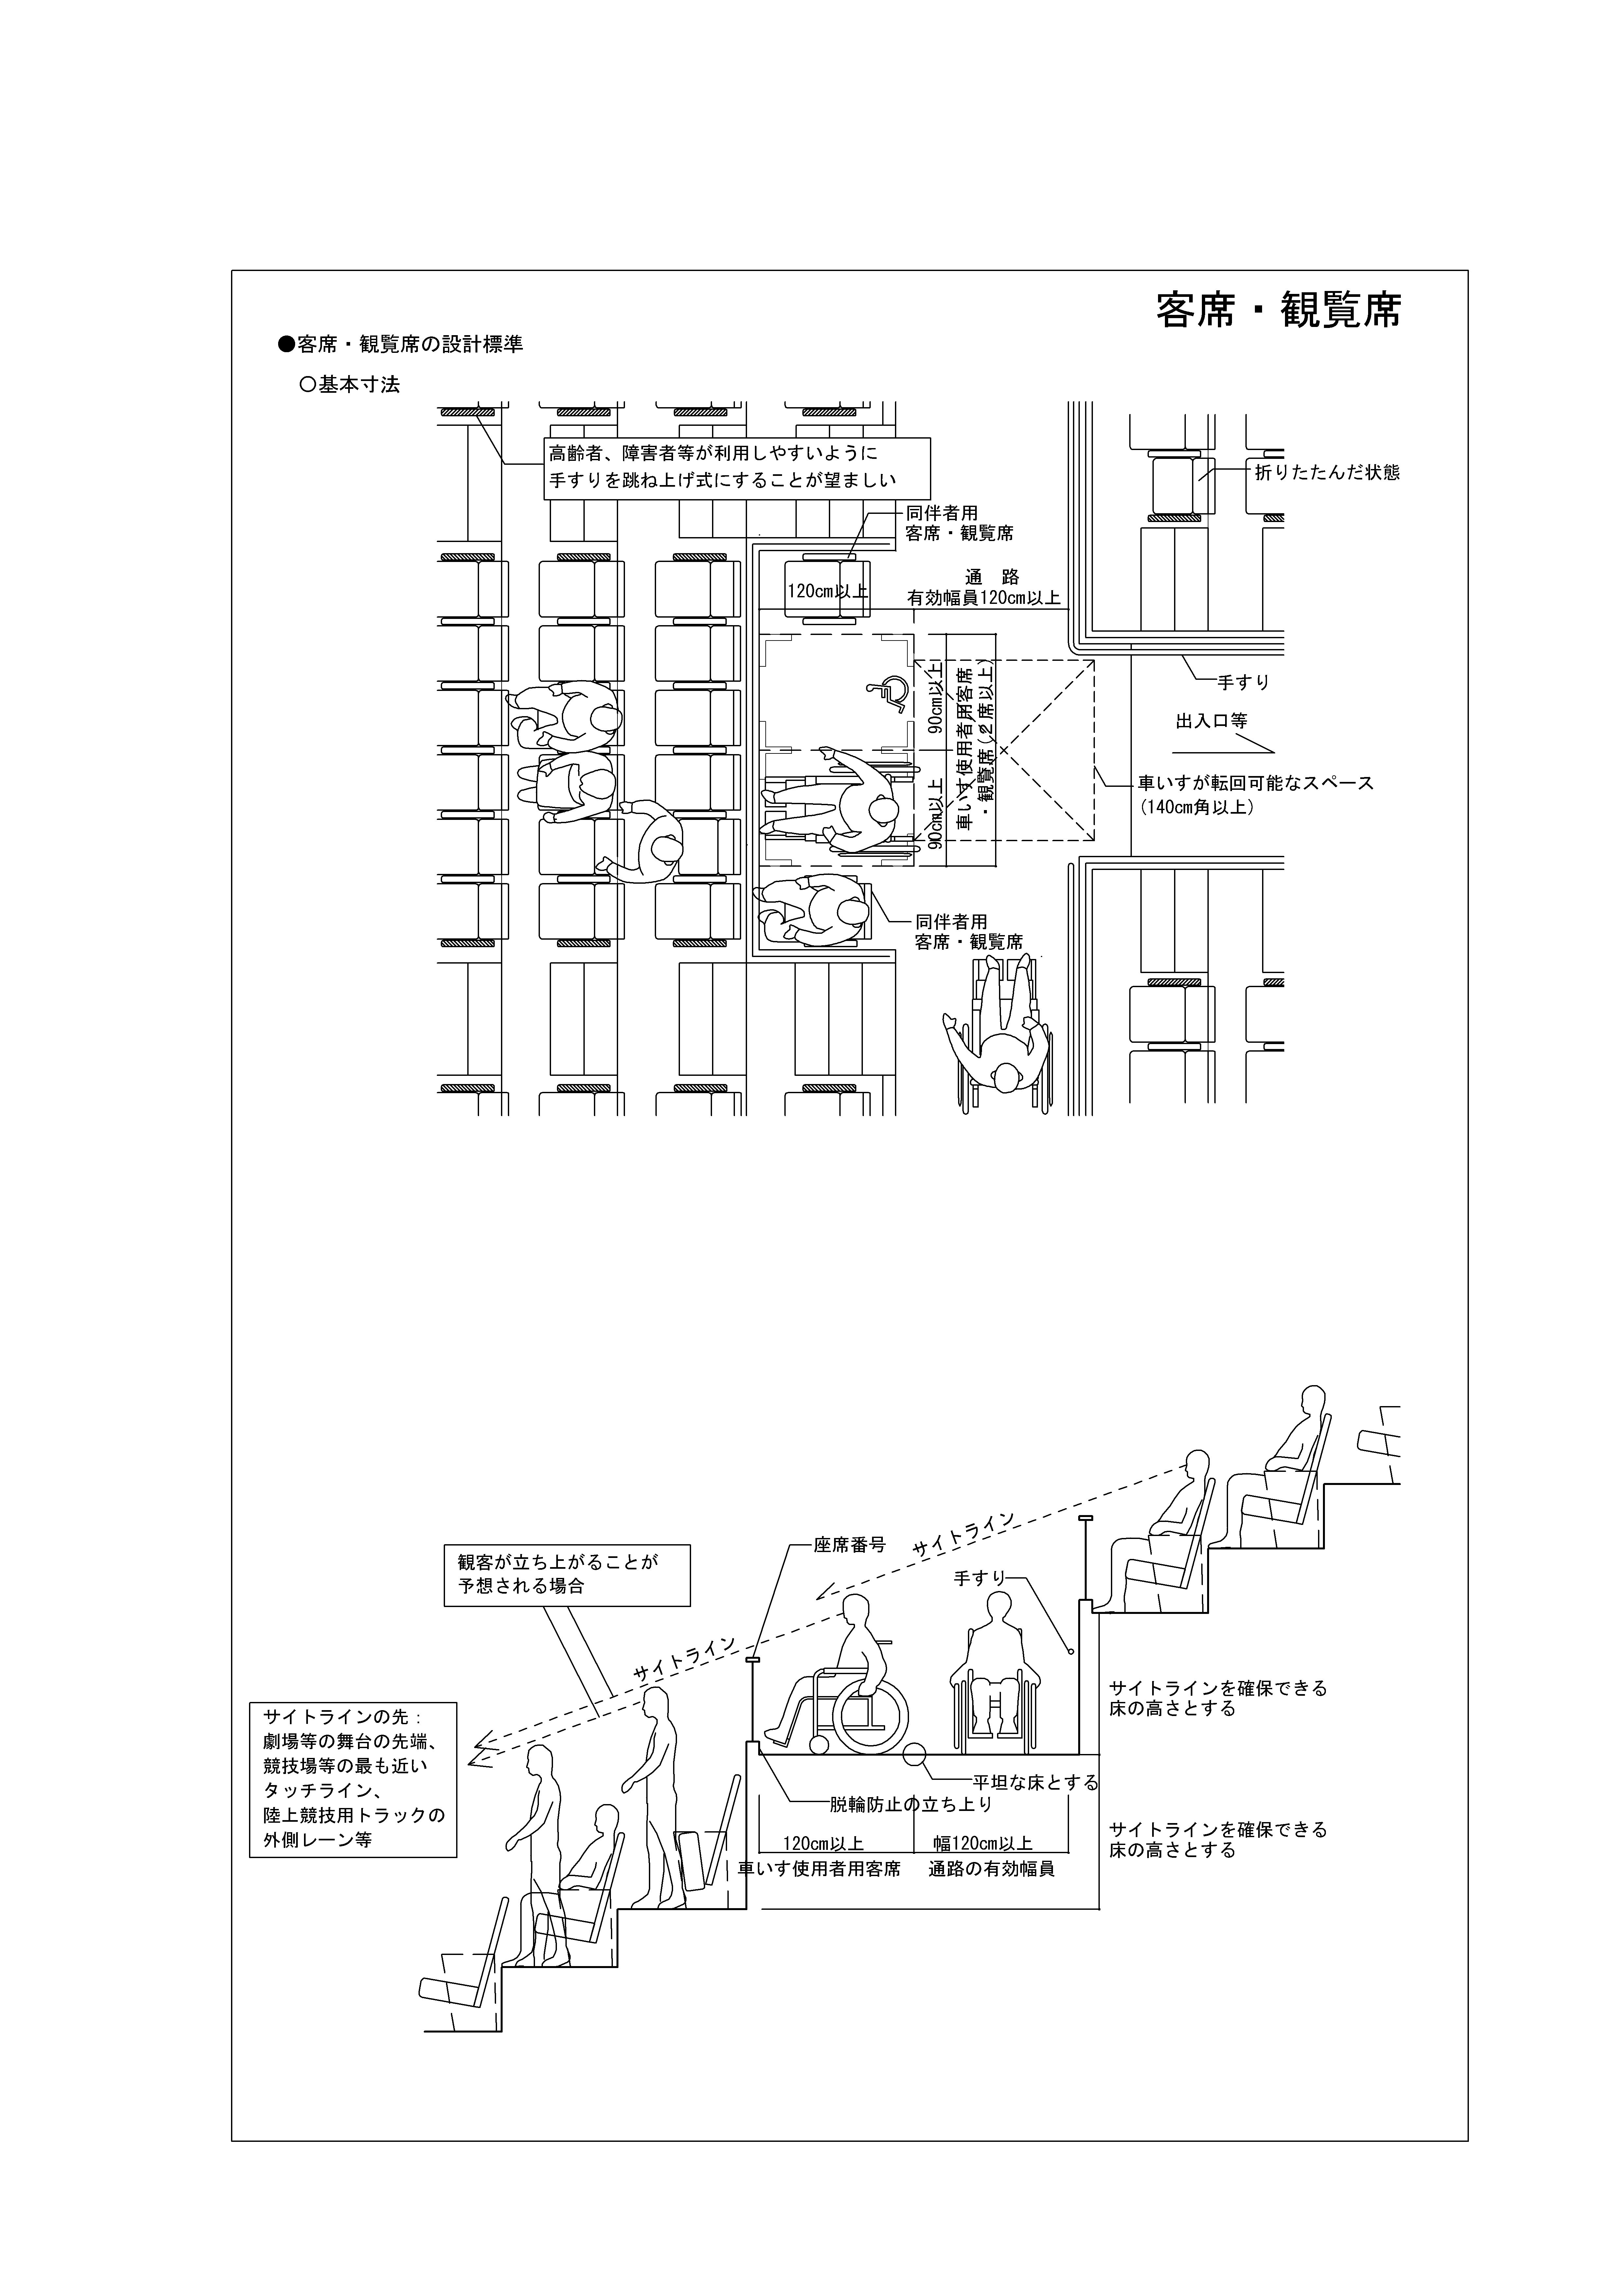 客席・観覧席
●客席・観覧席の設計標準
○基本寸法
高齢者、障害者等が利用しやすいように
手すりを跳ね上げ式にすることが望ましい
折りたたんだ状態
同伴者用
客席・観覧席
120cm以上
通　路
有効幅員120cm以上
90cm以上
90cm以上
車いす使用者用客席
・観覧席(2席以上)
手すり
出入口等
車いすが転回可能なスペース
(140cm角以上)
同伴者用
客席・観覧席
サイトライン
座席番号
手すり
観客が立ち上がることが
予想される場合
サイトライン
サイトラインの先：
劇場等の舞台の先端、
競技場等の最も近い
タッチライン、
陸上競技用トラックの
外側レーン等
サイトラインを確保できる
床の高さとする
平坦な床とする
脱輪防止の立ち上り
サイトラインを確保できる
床の高さとする
120cm以上
幅120cm以上
車いす使用者用客席
通路の有効幅員